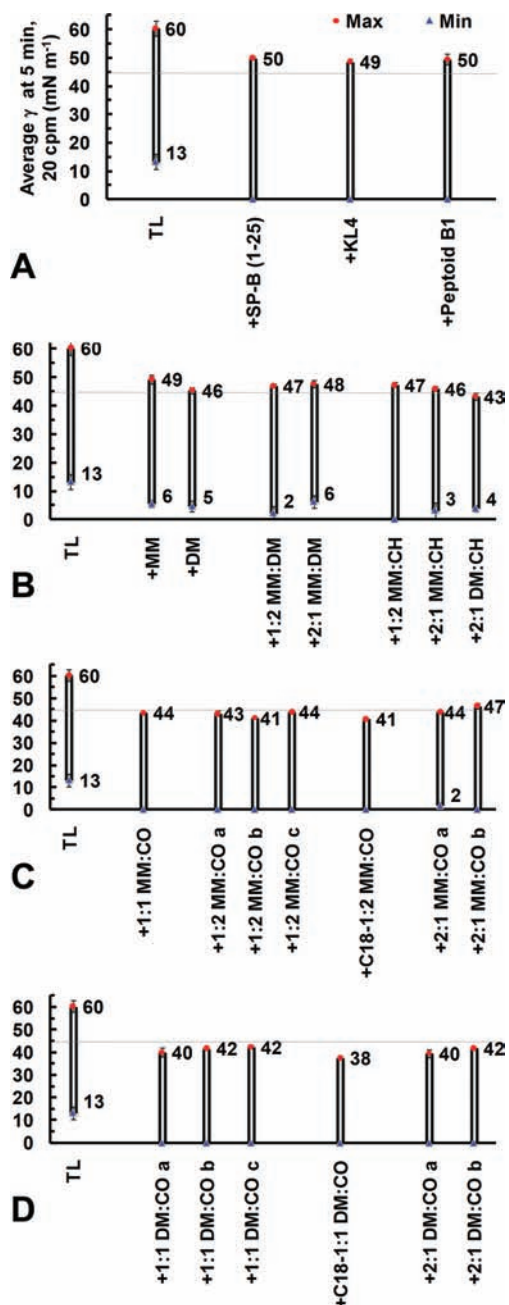 Max
Min
Average γ at 5 min,
20 cpm (mN m⁻¹)
60
50
40
30
20
10
0
60
13
50
49
50
TL
+SP-B (1-25)
+KL4
+Peptoid B1
A
60
50
40
30
20
10
0
60
13
49
6
46
5
47
2
48
6
47
46
3
43
4
TL
+MM
+DM
+1:2 MM:DM
+2:1 MM:DM
+1:2 MM:CH
+2:1 MM:CH
+2:1 DM:CH
B
60
50
40
30
20
10
0
60
13
44
43
41
44
41
44
2
47
TL
+1:1 MM:CO
+1:2 MM:CO a
+1:2 MM:CO b
+1:2 MM:CO c
+C18-1:2 MM:CO
+2:1 MM:CO a
+2:1 MM:CO b
C
60
50
40
30
20
10
0
60
13
40
42
42
38
40
42
TL
+1:1 DM:CO a
+1:1 DM:CO b
+1:1 DM:CO c
+C18-1:1 DM:CO
+2:1 DM:CO a
+2:1 DM:CO b
D